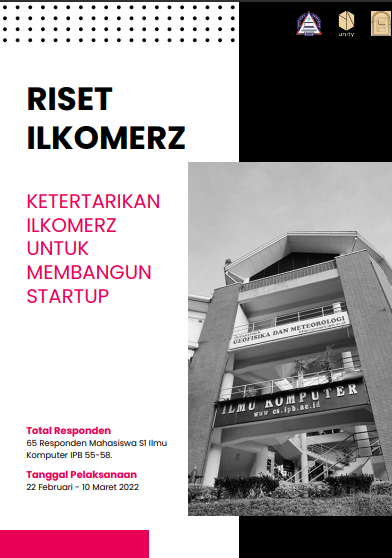 unity
RISET
ILKOMERZ
KETERTARIKAN
ILKOMERZ
UNTUK
MEMBANGUN
STARTUP
GEOFISIKA DAN METEOROLOGI
ILMU KOMPUTER
www.cs.ipb.ac.id
Total Responden
65 Responden Mahasiswa S1 Ilmu
Komputer IPB 55-58.
Tanggal Pelaksanaan
22 Februari - 10 Maret 2022